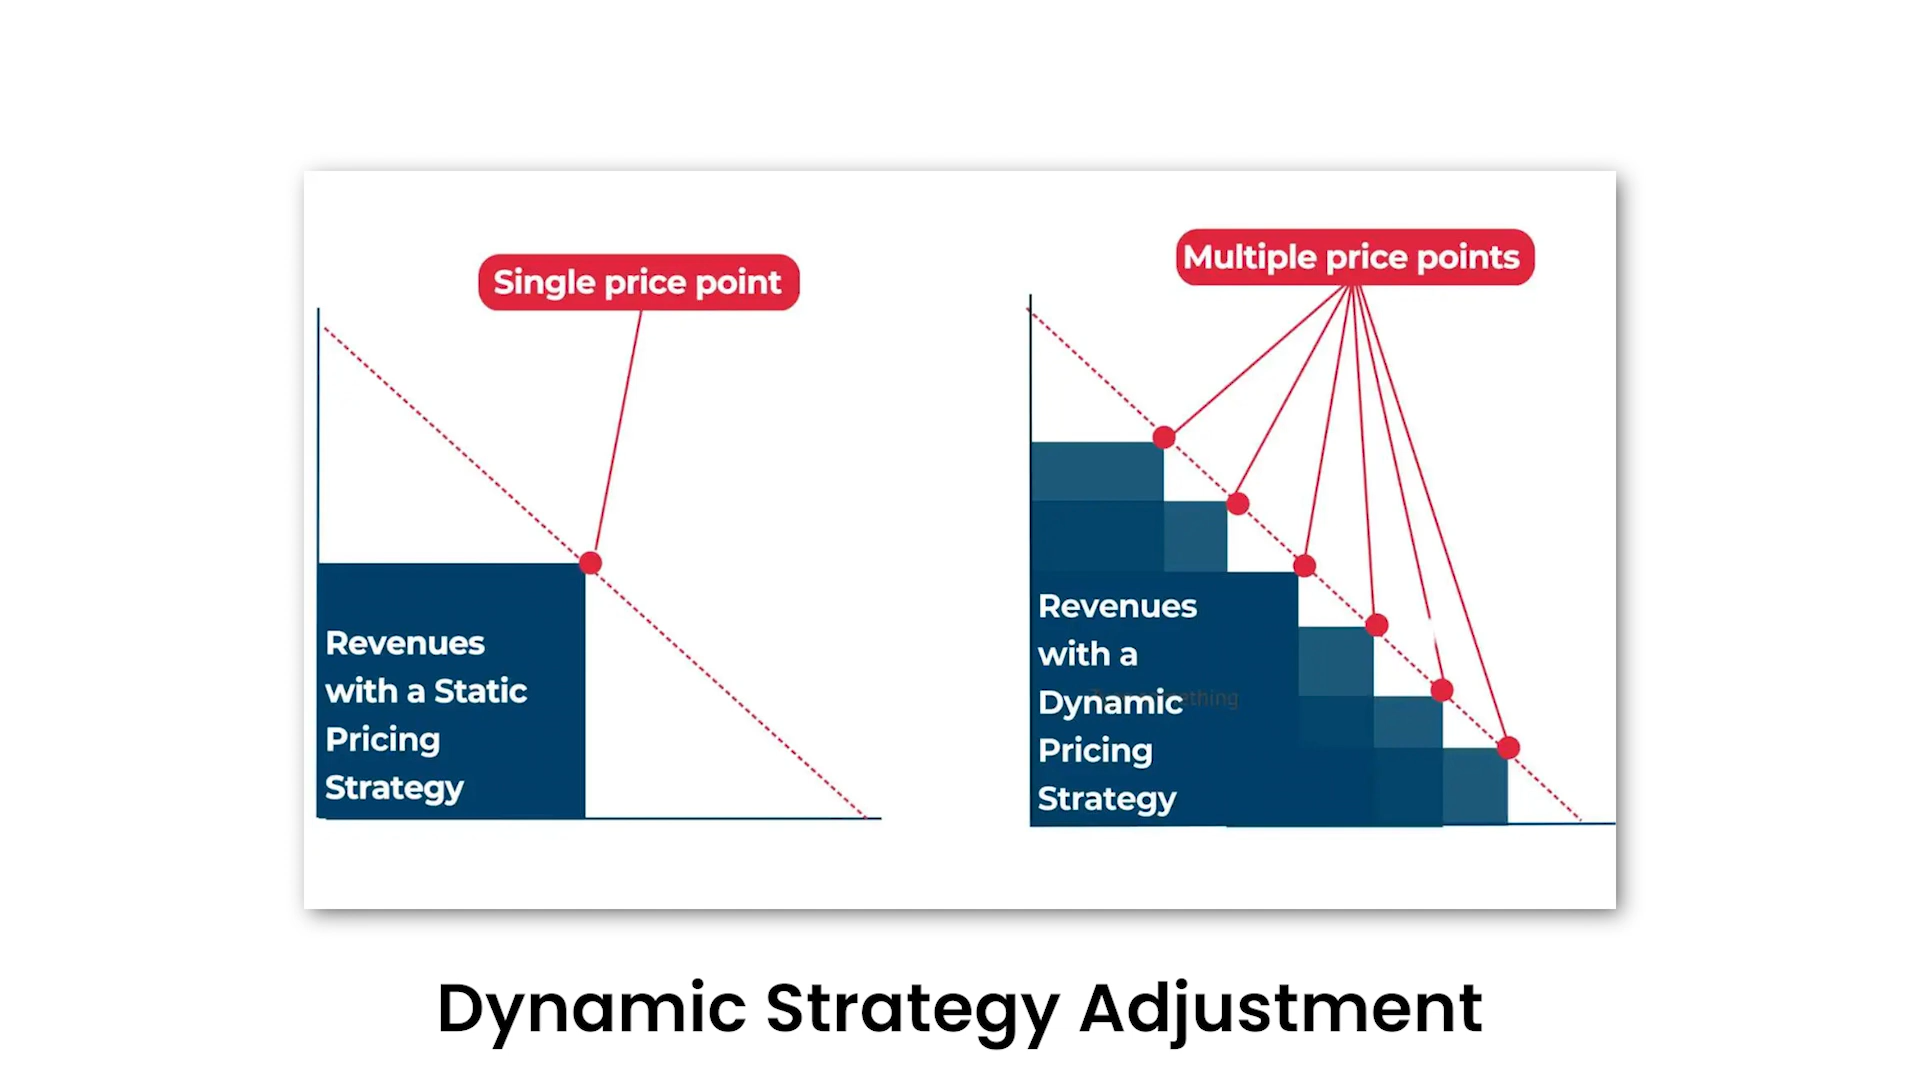 Single price point
Revenues
with a Static
Pricing
Strategy
Multiple price points
Revenues
with a
Dynamic
Pricing
Strategy
Dynamic Strategy Adjustment